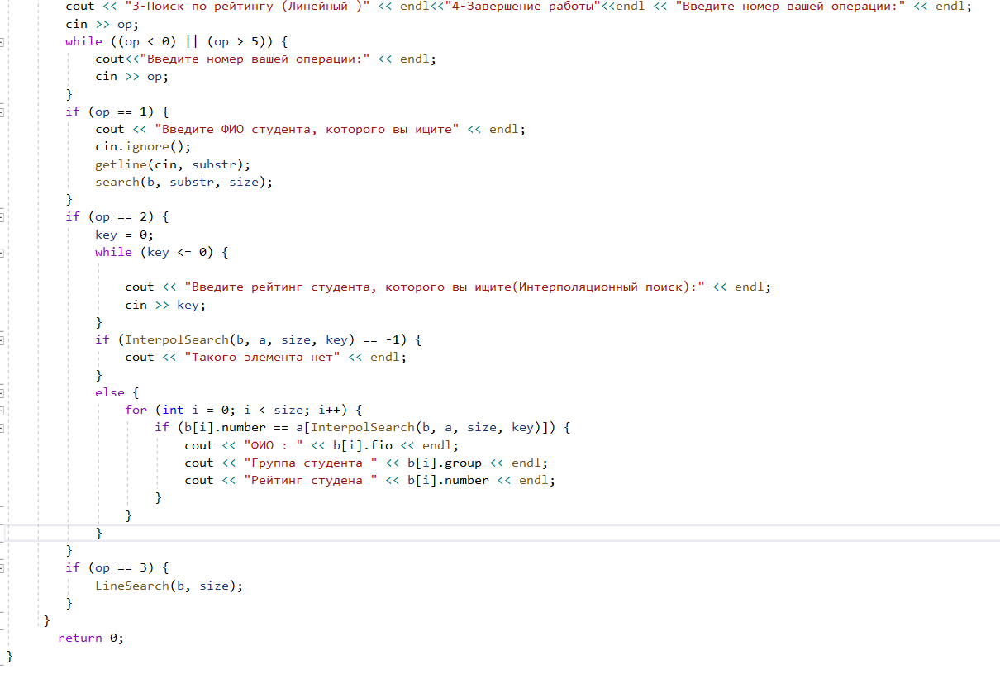 cout << "3-Поиск по рейтингу (Линейный )" << endl<<"4-Завершение работы"<<endl << "Введите номер вашей операции:" << endl;
cin >> op;
while ((op < 0) || (op > 5)) {
cout<<"Введите номер вашей операции:" << endl;
cin >> op;
}
if (op == 1) {
cout << "Введите ФИО студента, которого вы ищите" << endl;
cin.ignore();
getline(cin, substr);
search(b, substr, size);
}
if (op == 2) {
key = 0;
while (key <= 0) {
cout << "Введите рейтинг студента, которого вы ищите(Интерполяционный поиск):" << endl;
cin >> key;
}
if (InterpolSearch(b, a, size, key) == -1) {
cout << "Такого элемента нет" << endl;
}
else {
for (int i = 0; i < size; i++) {
if (b[i].number == a[InterpolSearch(b, a, size, key)]) {
cout << "ФИО : " << b[i].fio << endl;
cout << "Группа студента " << b[i].group << endl;
cout << "Рейтинг студена " << b[i].number << endl;
}
}
}
}
if (op == 3) {
LineSearch(b, size);
}
}
return 0;
}